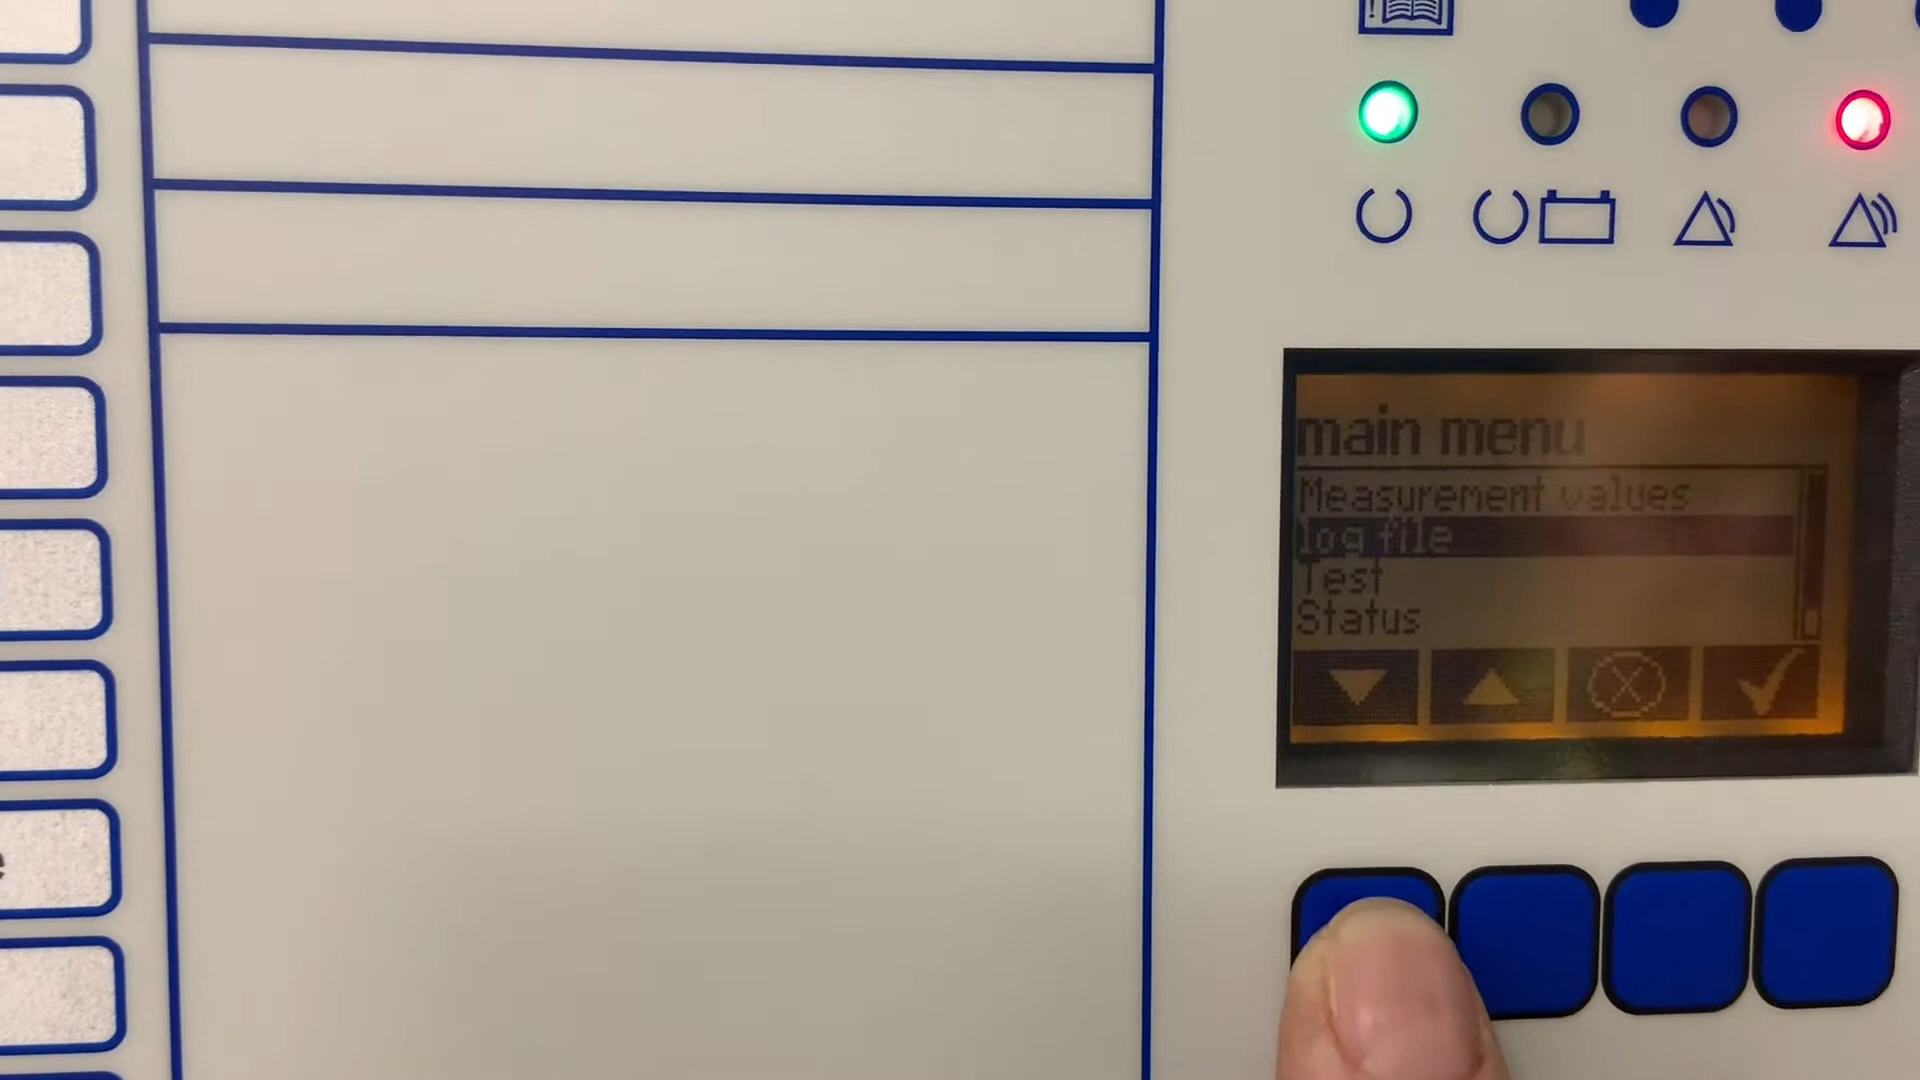 main menu
Measurement values
log file
Test
Status